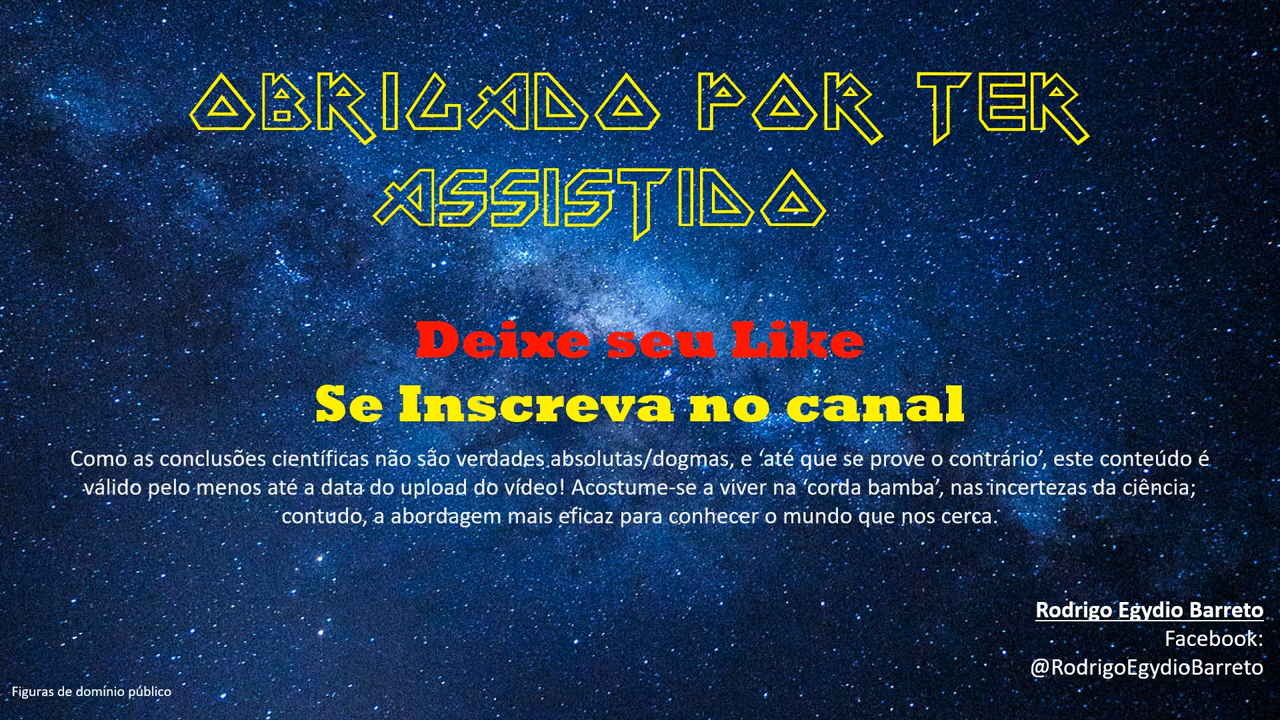 OBRIGADO POR TER
ASSISTIDO
Deixe seu Like
Se Inscreva no canal
Como as conclusões científicas não são verdades absolutas/dogmas, e ‘até que se prove o contrário’, este conteúdo é
válido pelo menos até a data do upload do vídeo! Acostume-se a viver na ‘corda bamba’, nas incertezas da ciência;
contudo, a abordagem mais eficaz para conhecer o mundo que nos cerca.
Rodrigo Egydio Barreto
Facebook:
@RodrigoEgydioBarreto
Figuras de domínio público